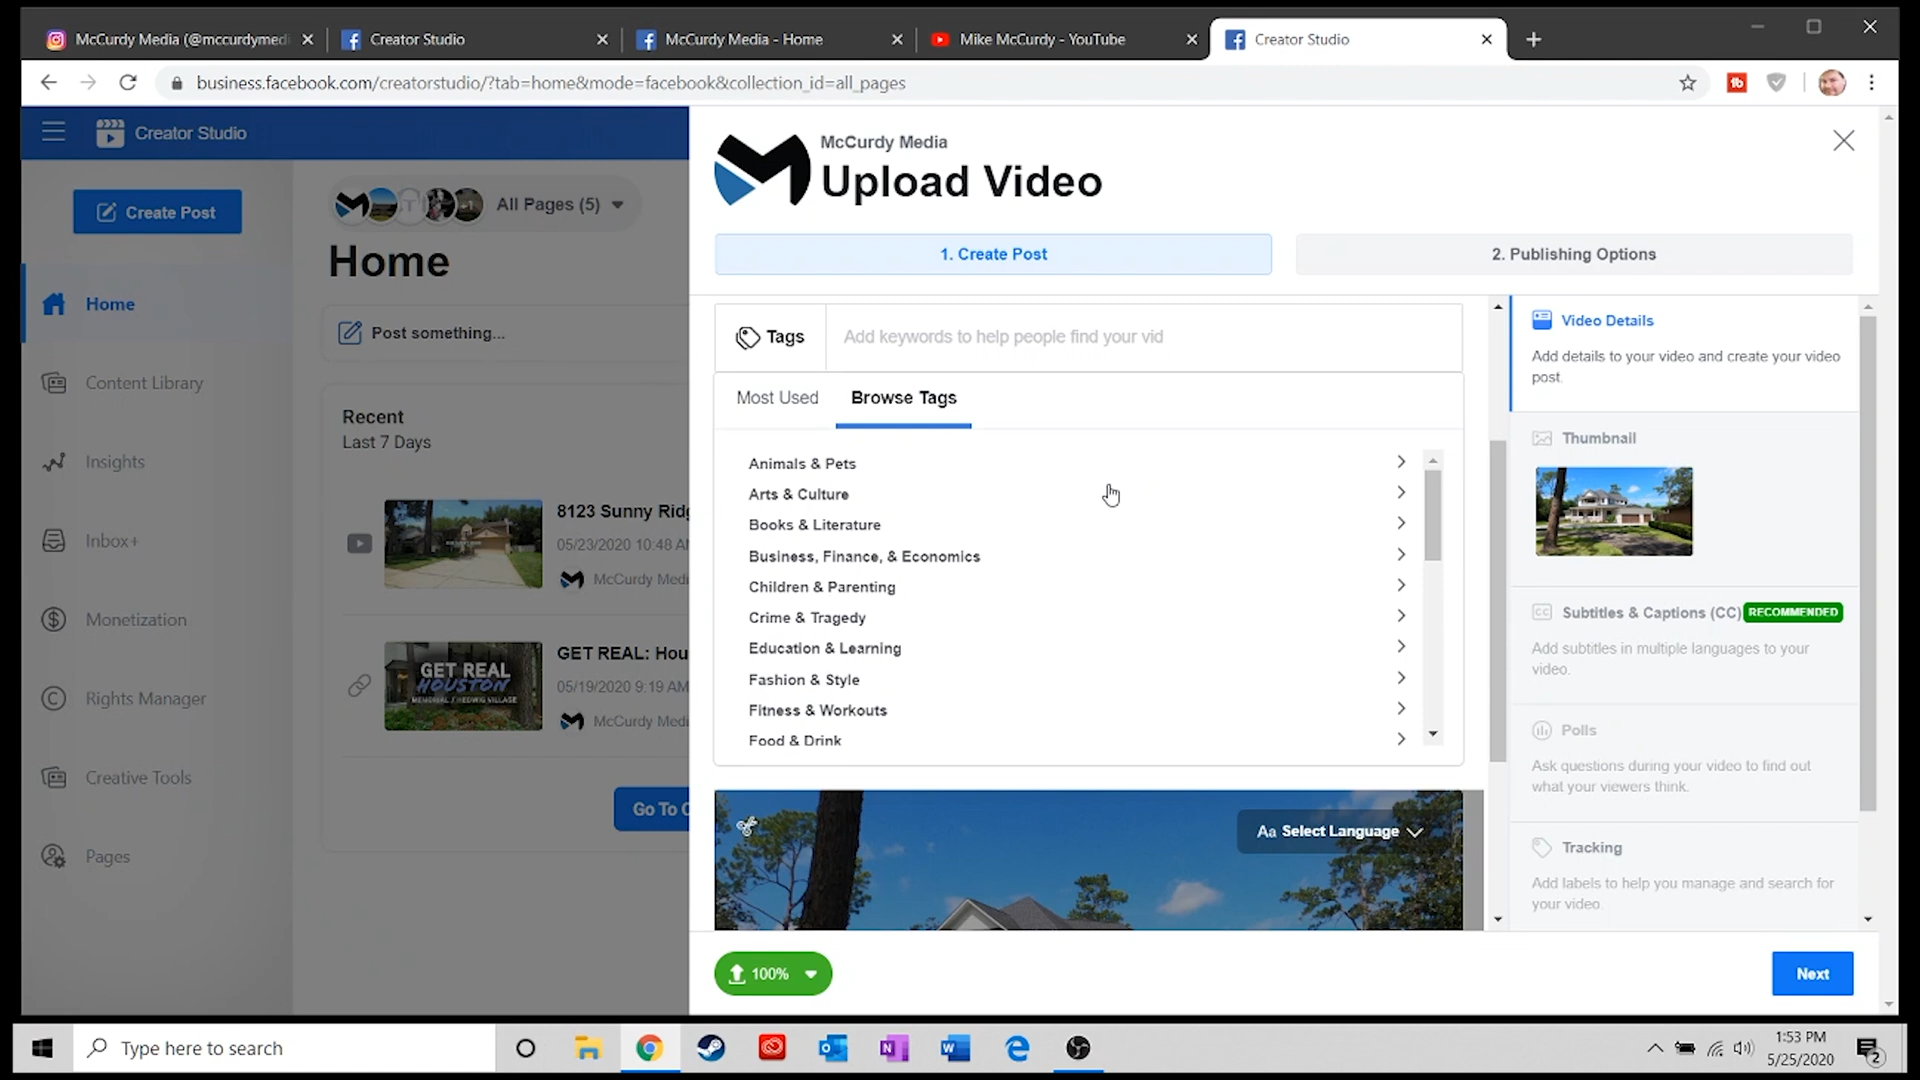 McCurdy Media (@mccurdymedi
Creator Studio
McCurdy Media - Home
Mike McCurdy - YouTube
Creator Studio
business.facebook.com/creatorstudio/?tab=home&mode=facebook&collection_id=all_pages
Creator Studio
Create Post
Home
Content Library
Insights
Inbox+
Monetization
Rights Manager
Creative Tools
Pages
+1
All Pages (5)
Home
Post something...
Recent
Last 7 Days
8123 Sunny Ridg
05/23/2020 10:48 AM
McCurdy Medi
GET REAL
HOUSTON
MEMORIAL / HEDWIG VILLAGE
GET REAL: Hou
05/19/2020 9:19 AM
McCurdy Medi
Go To C
McCurdy Media
Upload Video
1. Create Post
2. Publishing Options
Tags
Add keywords to help people find your vid
Most Used
Browse Tags
Animals & Pets
Arts & Culture
Books & Literature
Business, Finance, & Economics
Children & Parenting
Crime & Tragedy
Education & Learning
Fashion & Style
Fitness & Workouts
Food & Drink
Aa Select Language
100%
Video Details
Add details to your video and create your video
post.
Thumbnail
CC Subtitles & Captions (CC) RECOMMENDED
Add subtitles in multiple languages to your
video.
Polls
Ask questions during your video to find out
what your viewers think.
Tracking
Add labels to help you manage and search for
your video.
Next
Type here to search
1:53 PM
5/25/2020
2